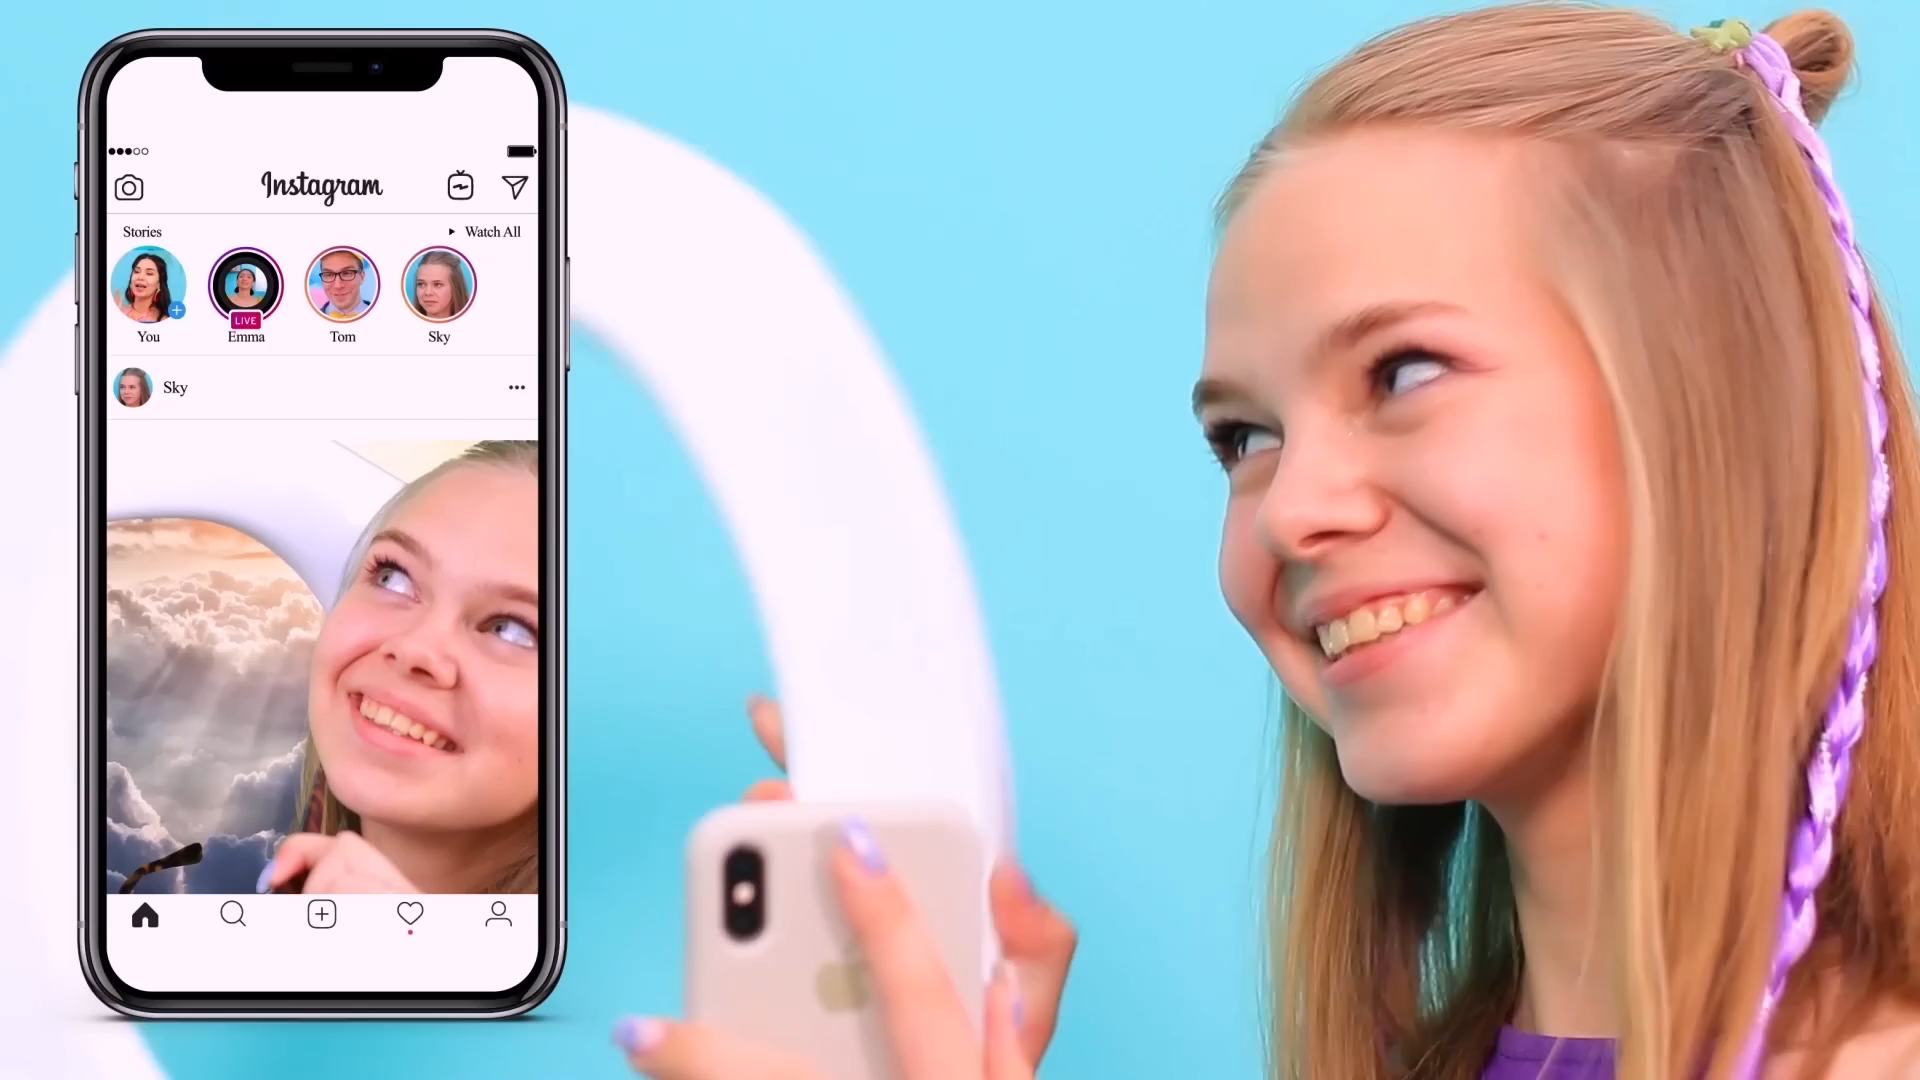 Instagram
Stories
Watch All
LIVE
You
Emma
Tom
Sky
Sky